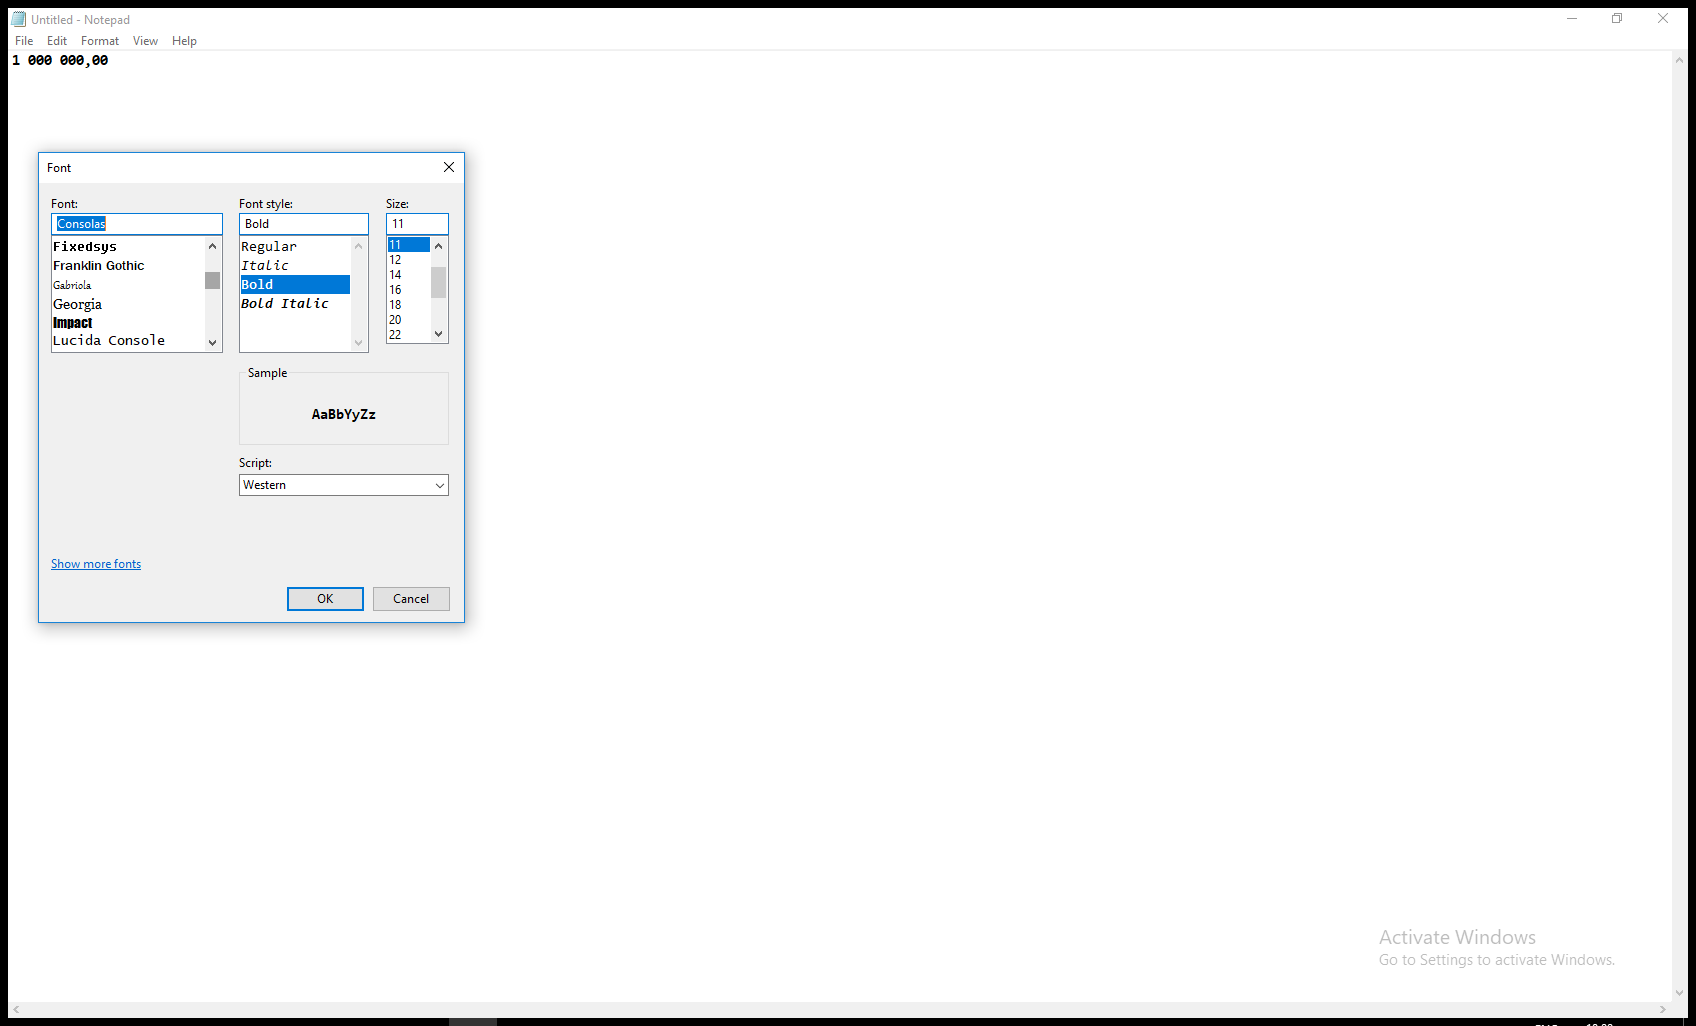 Untitled - Notepad
File Edit Format View Help
1 000 000,00
Font
Font:
Consolas
Fixedsys
Franklin Gothic
Gabriola
Georgia
Impact
Lucida Console
Font style:
Bold
Regular
Italic
Bold
Bold Italic
Size:
11
11
12
14
16
18
20
22
Sample
AaBbYyZz
Script:
Western
Show more fonts
OK Cancel
Activate Windows
Go to Settings to activate Windows.